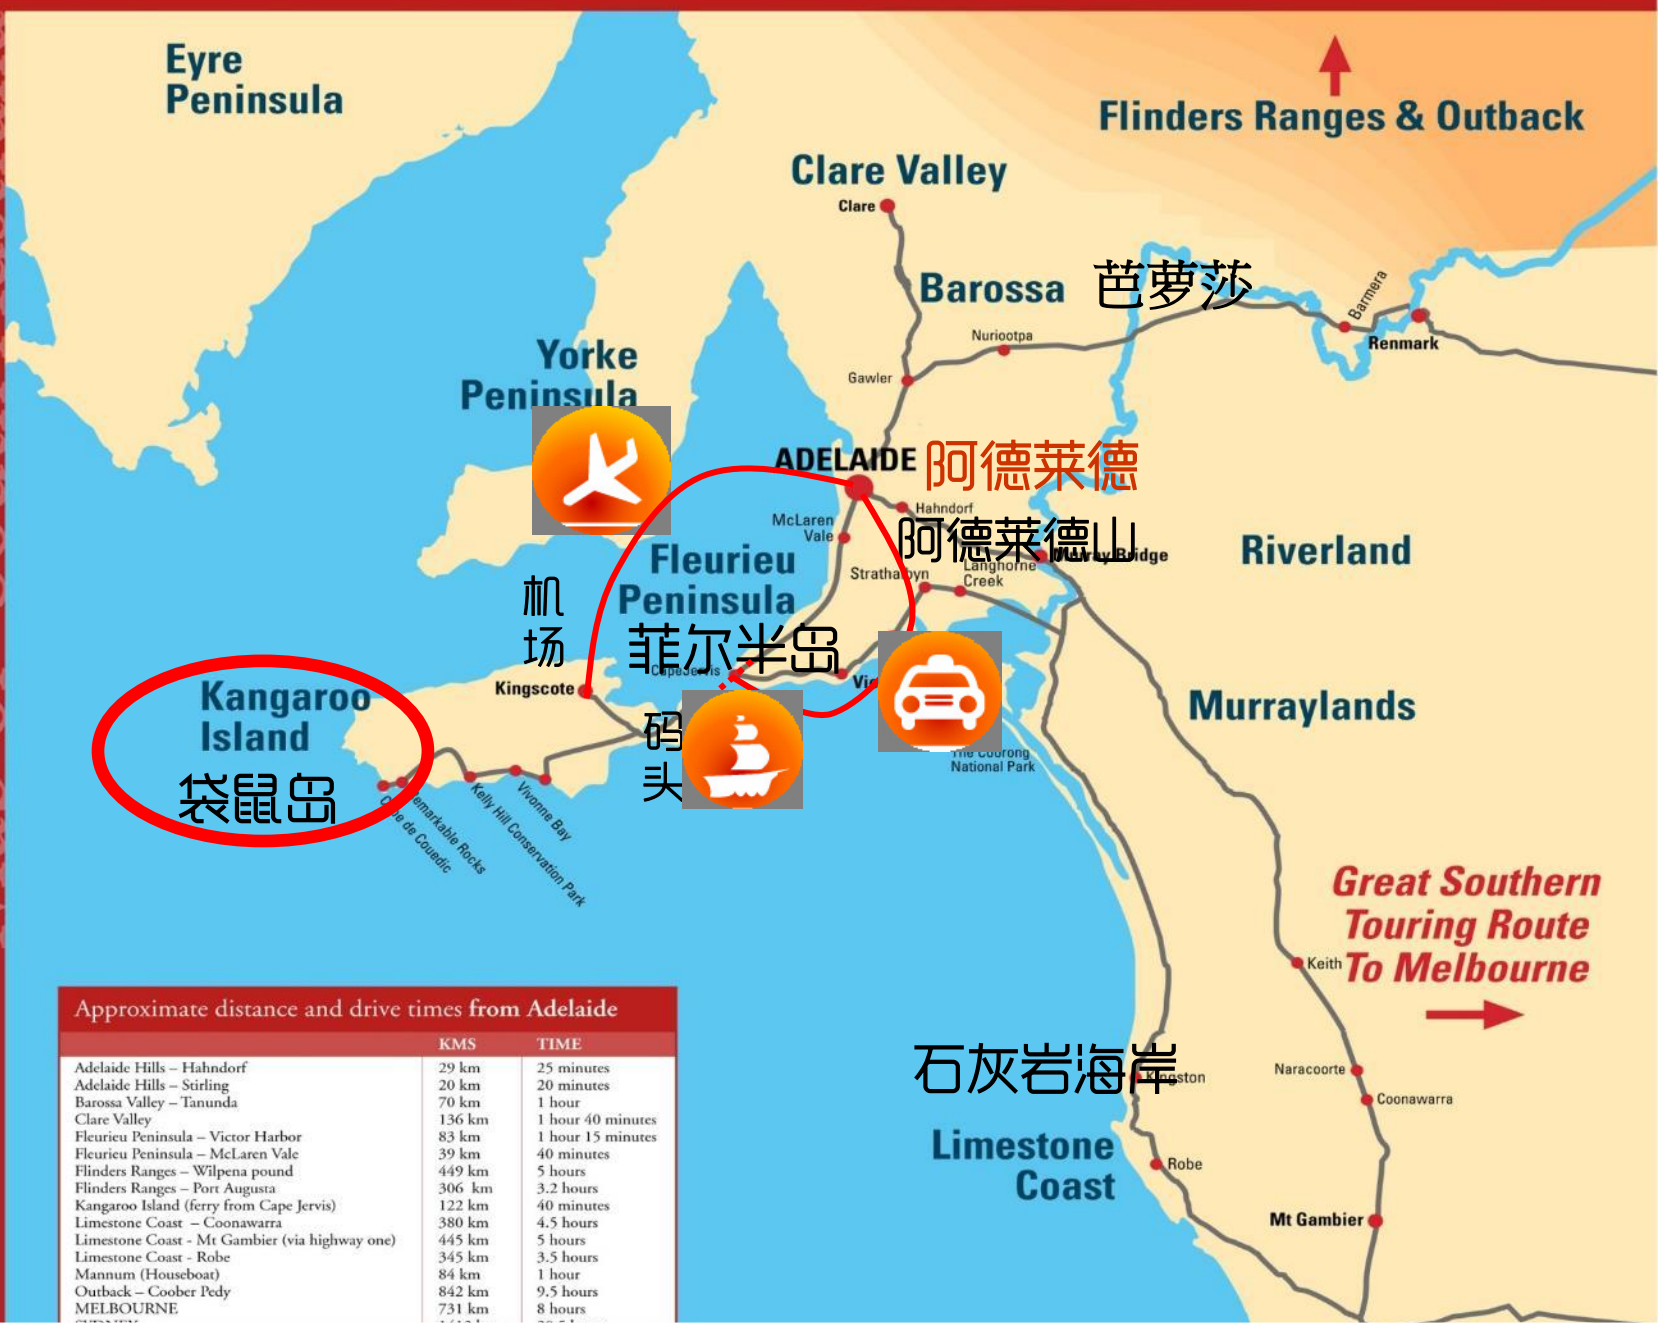 Eyre
Peninsula
Flinders Ranges & Outback
Clare Valley
Clare
Barossa 芭萝莎
Barmera
Nuriootpa
Renmark
Yorke
Peninsula
Gawler
ADELAIDE 阿德莱德
Hahndorf
McLaren
Vale
阿德莱德山
Murray Bridge
Fleurieu
Peninsula
Riverland
Strathalbyn
Langhorne
Creek
机
场
菲尔半岛
Cape Jervis
Kangaroo
Island
袋鼠岛
Kingscote
码
头
Murraylands
The Coorong
National Park
Cape de Couedic
Remarkable Rocks
Kelly Hill Conservation Park
Vivonne Bay
Great Southern
Touring Route
To Melbourne
Keith
石灰岩海岸
Kingston
Naracoorte
Coonawarra
Limestone
Coast
Robe
Mt Gambier
Approximate distance and drive times from Adelaide
KMS TIME
Adelaide Hills – Hahndorf 29 km 25 minutes
Adelaide Hills – Stirling 20 km 20 minutes
Barossa Valley – Tanunda 70 km 1 hour
Clare Valley 136 km 1 hour 40 minutes
Fleurieu Peninsula – Victor Harbor 83 km 1 hour 15 minutes
Fleurieu Peninsula – McLaren Vale 39 km 40 minutes
Flinders Ranges – Wilpena pound 449 km 5 hours
Flinders Ranges – Port Augusta 306 km 3.2 hours
Kangaroo Island (ferry from Cape Jervis) 122 km 40 minutes
Limestone Coast – Coonawarra 380 km 4.5 hours
Limestone Coast - Mt Gambier (via highway one) 445 km 5 hours
Limestone Coast - Robe 345 km 3.5 hours
Mannum (Houseboat) 84 km 1 hour
Outback – Coober Pedy 842 km 9.5 hours
MELBOURNE 731 km 8 hours